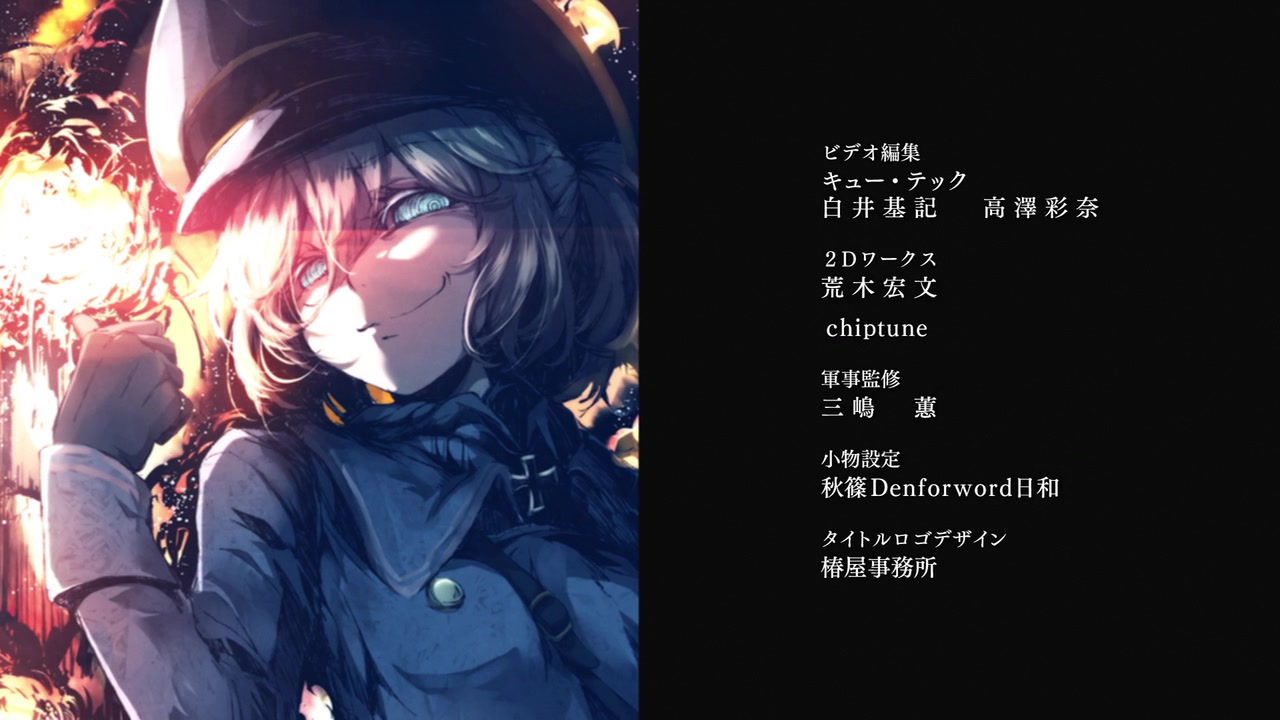 ビデオ編集
キュー・テック
白井基記　高澤彩奈
２Dワークス
荒木宏文
chiptune
軍事監修
三嶋　薫
小物設定
秋篠Denforword日和
タイトルロゴデザイン
椿屋事務所